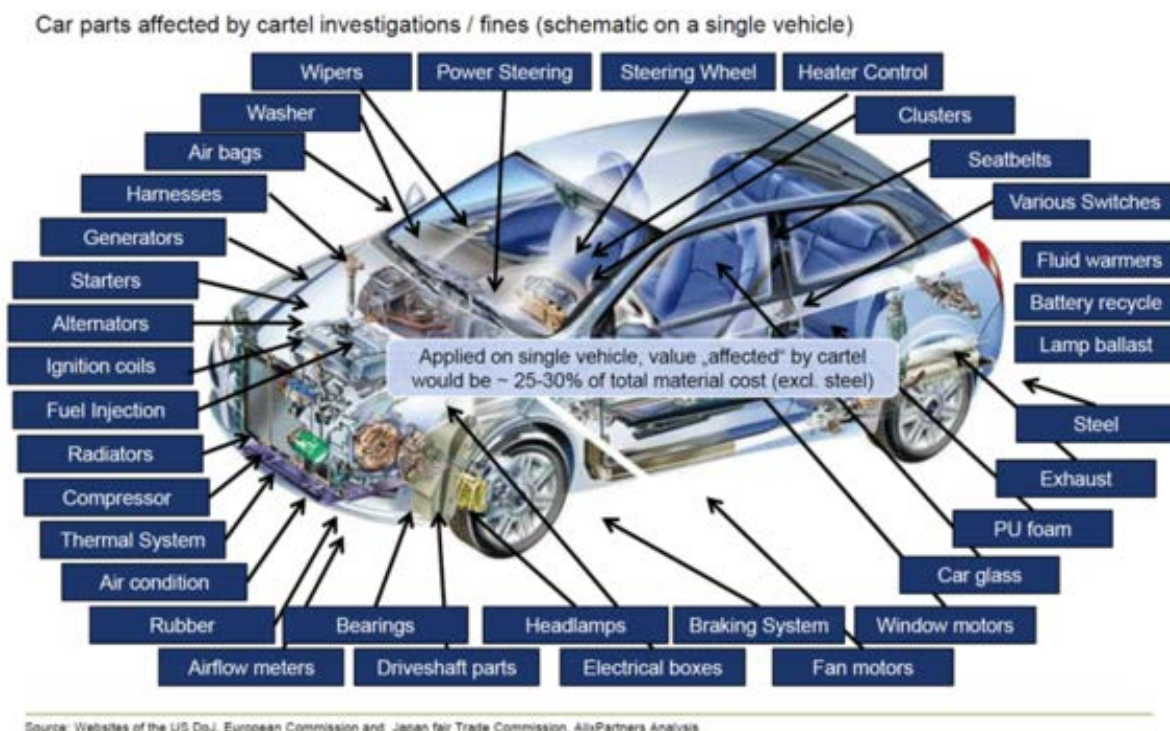 Car parts affected by cartel investigations / fines (schematic on a single vehicle)
Wipers
Power Steering
Steering Wheel
Heater Control
Washer
Clusters
Air bags
Seatbelts
Harnesses
Various Switches
Generators
Fluid warmers
Starters
Battery recycle
Alternators
Lamp ballast
Ignition coils
Applied on single vehicle, value „affected" by cartel
would be ~ 25-30% of total material cost (excl. steel)
Fuel Injection
Steel
Radiators
Exhaust
Compressor
PU foam
Thermal System
Car glass
Air condition
Rubber
Bearings
Headlamps
Braking System
Window motors
Airflow meters
Driveshaft parts
Electrical boxes
Fan motors
Source: Websites of the US DoJ, European Commission and Japan fair Trade Commission, AlixPartners Analysis